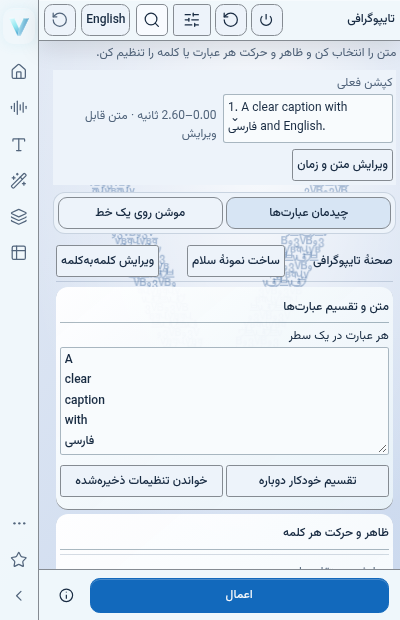 تایپوگرافی
English
متن را انتخاب کن و ظاهر و حرکت هر عبارت یا کلمه را تنظیم کن.
کپشن فعلی
1. A clear caption with
فارسی and English.
0.00–2.60 ثانیه · متن قابل
ویرایش
ویرایش متن و زمان
چیدمان عبارت‌ها
موشن روی یک خط
صحنهٔ تایپوگرافی
ساخت نمونهٔ سلام
ویرایش کلمه‌به‌کلمه
متن و تقسیم عبارت‌ها
هر عبارت در یک سطر
A
clear
caption
with
فارسی
تقسیم خودکار دوباره
خواندن تنظیمات ذخیره‌شده
ظاهر و حرکت هر کلمه
اعمال